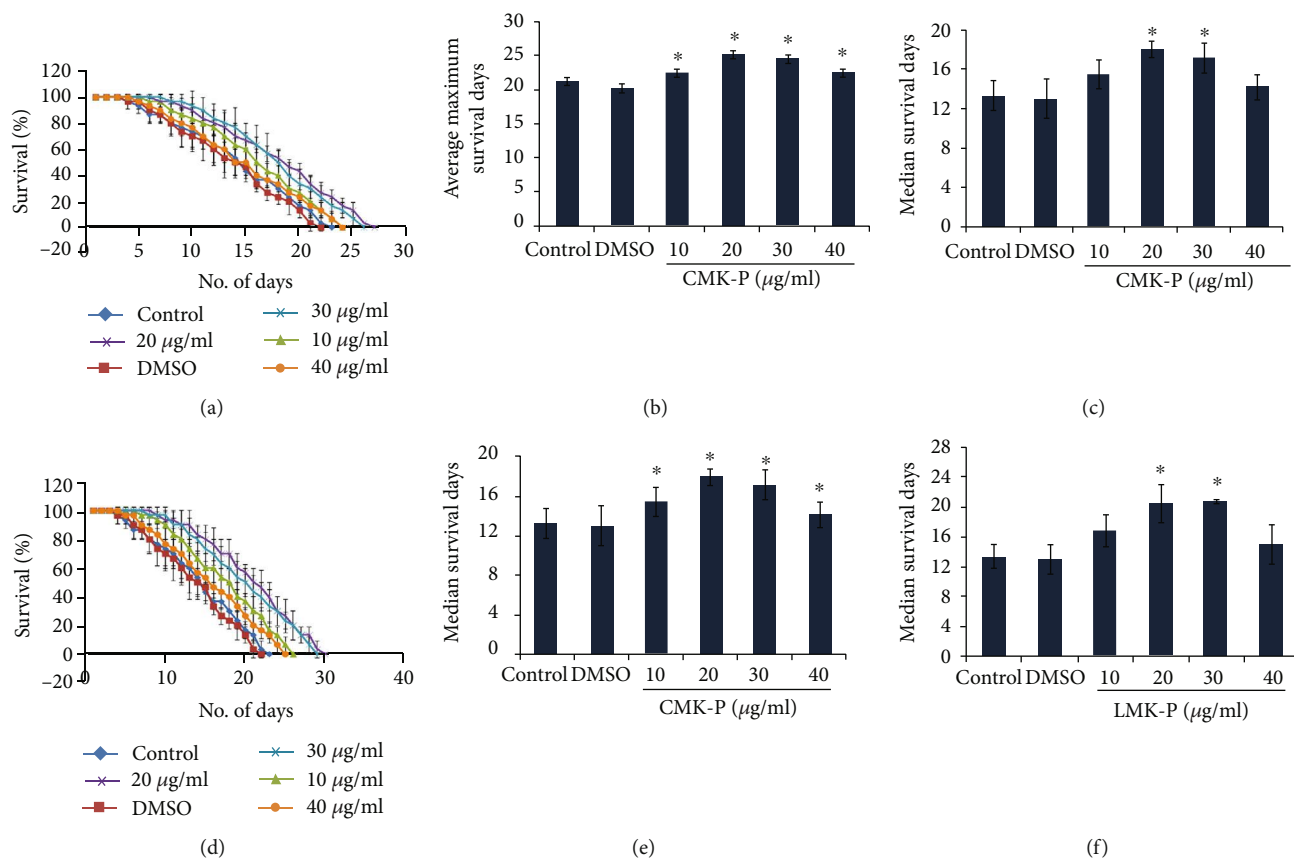 120
100
80
60
40
20
0
–20
Survival (%)
0
5
10
15
20
25
30
No. of days
Control
20 µg/ml
DMSO
30 µg/ml
10 µg/ml
40 µg/ml
(a)
30
25
20
15
10
5
0
Average maximum
survival days
* * * *
Control DMSO 10 20 30 40
CMK-P (µg/ml)
(b)
20
16
12
8
4
0
Median survival days
* *
Control DMSO 10 20 30 40
CMK-P (µg/ml)
(c)
120
100
80
60
40
20
0
–20
Survival (%)
0
10
20
30
40
No. of days
Control
20 µg/ml
DMSO
30 µg/ml
10 µg/ml
40 µg/ml
(d)
20
16
12
8
4
0
Median survival days
* * * *
Control DMSO 10 20 30 40
CMK-P (µg/ml)
(e)
28
24
20
16
12
8
4
0
Median survival days
* *
Control DMSO 10 20 30 40
LMK-P (µg/ml)
(f)